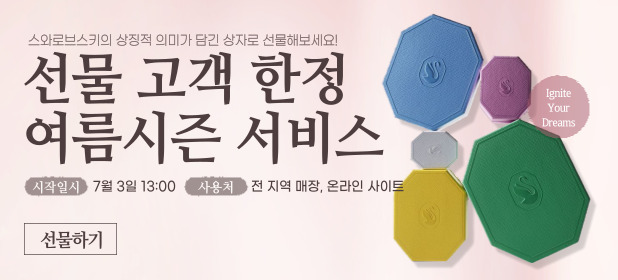 스와로브스키의 상징적 의미가 담긴 상자로 선물해보세요!
선물 고객 한정
여름시즌 서비스
시작일시 7월 3일 13:00 사용처 전 지역 매장, 온라인 사이트
선물하기
Ignite
Your
Dreams